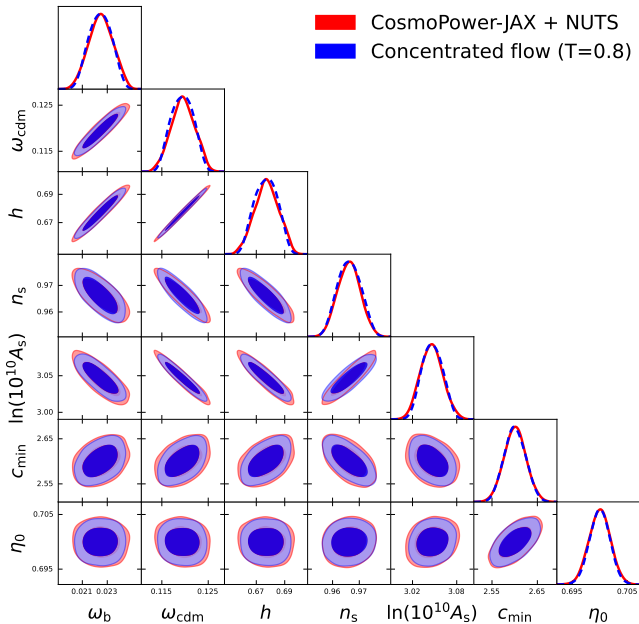 CosmoPower-JAX + NUTS
Concentrated flow (T=0.8)
ω_cdm
0.125
0.115
h
0.69
0.67
n_s
0.97
0.96
ln(10^10 A_s)
3.05
3.00
c_min
2.65
2.55
η_0
0.705
0.695
0.021 0.023 0.115 0.125 0.67 0.69 0.96 0.97 3.02 3.08 2.55 2.65 0.695 0.705
ω_b ω_cdm h n_s ln(10^10 A_s) c_min η_0